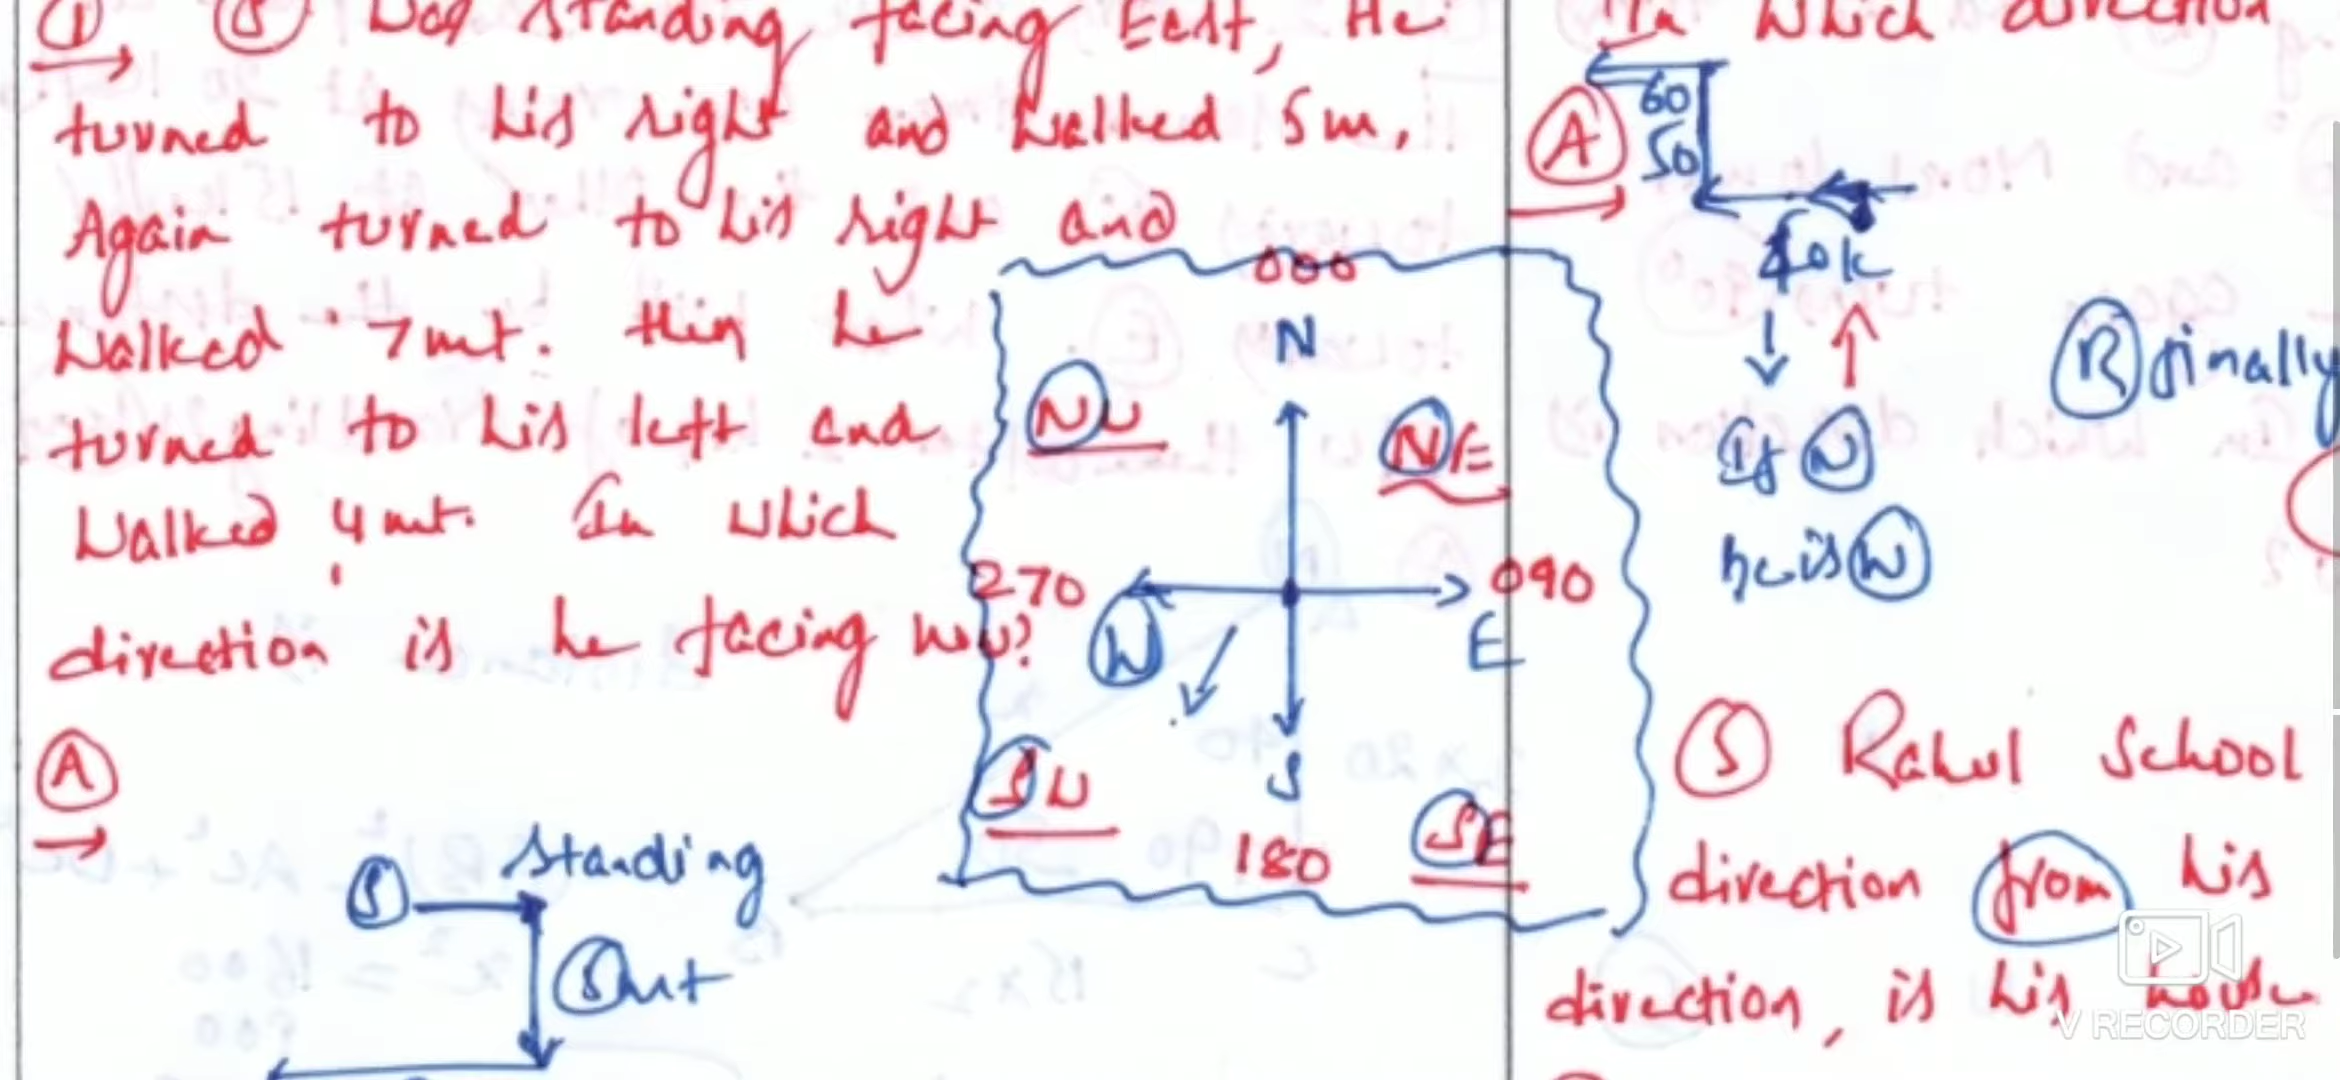 ① Ⓢ Was standing facing East, He
turned to his right and walked 5m,
Again turned to his right and
walked 7mt. then he
turned to his left and
walked 4mt. In which
direction is he facing now?
Ⓐ
Ⓢ standing
5mt
000
N
NW
NE
270
090
W
E
SW
S
SE
180
In which direction
Ⓐ
60
50
40k
If N
he is W
Ⓡ finally
Ⓢ Rahul School
direction from his
direction, is his house
V RECORDER